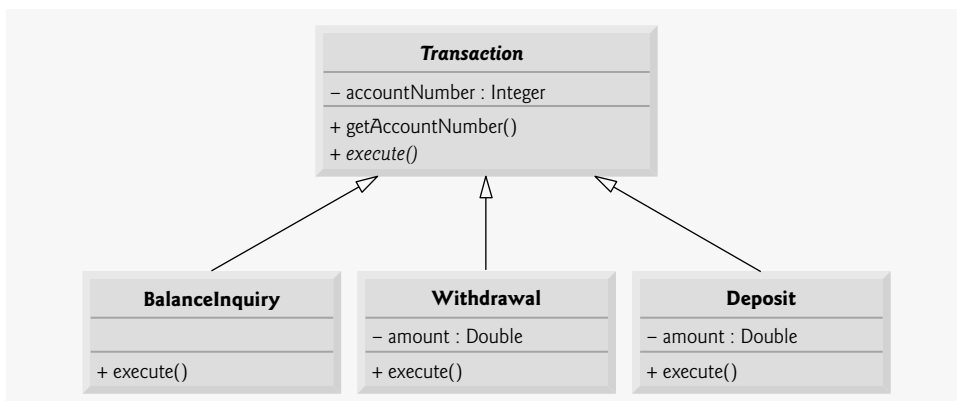 Transaction
– accountNumber : Integer
+ getAccountNumber()
+ execute()
BalanceInquiry
+ execute()
Withdrawal
– amount : Double
+ execute()
Deposit
– amount : Double
+ execute()